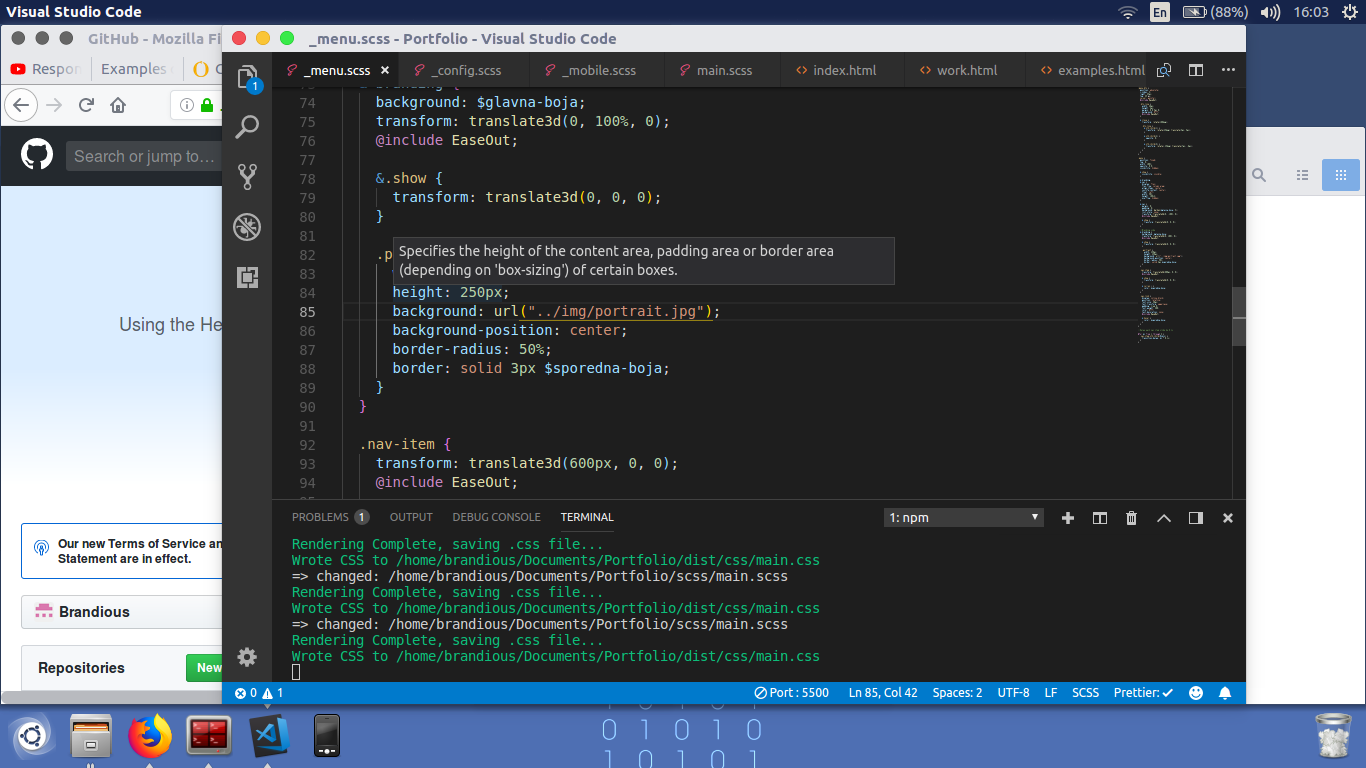 Visual Studio Code
En
(88%)
16:03
GitHub - Mozilla Fi
_menu.scss - Portfolio - Visual Studio Code
Respon
Examples
1
_menu.scss
_config.scss
_mobile.scss
main.scss
index.html
work.html
examples.html
Search or jump to…
74 background: $glavna-boja;
75 transform: translate3d(0, 100%, 0);
76 @include EaseOut;
77
78 &.show {
79 transform: translate3d(0, 0, 0);
80 }
81
82 .p
Specifies the height of the content area, padding area or border area
(depending on 'box-sizing') of certain boxes.
83
84 height: 250px;
85 background: url("../img/portrait.jpg");
86 background-position: center;
87 border-radius: 50%;
88 border: solid 3px $sporedna-boja;
89 }
90 }
91
92 .nav-item {
93 transform: translate3d(600px, 0, 0);
94 @include EaseOut;
Using the He
Our new Terms of Service an
Statement are in effect.
Brandious
Repositories
New
PROBLEMS 1 OUTPUT DEBUG CONSOLE TERMINAL
1: npm
Rendering Complete, saving .css file...
Wrote CSS to /home/brandious/Documents/Portfolio/dist/css/main.css
=> changed: /home/brandious/Documents/Portfolio/scss/main.scss
Rendering Complete, saving .css file...
Wrote CSS to /home/brandious/Documents/Portfolio/dist/css/main.css
=> changed: /home/brandious/Documents/Portfolio/scss/main.scss
Rendering Complete, saving .css file...
Wrote CSS to /home/brandious/Documents/Portfolio/dist/css/main.css
0 1
Port : 5500
Ln 85, Col 42
Spaces: 2
UTF-8
LF
SCSS
Prettier: ✓
0 1 0 1 0
1 0 1 0 1